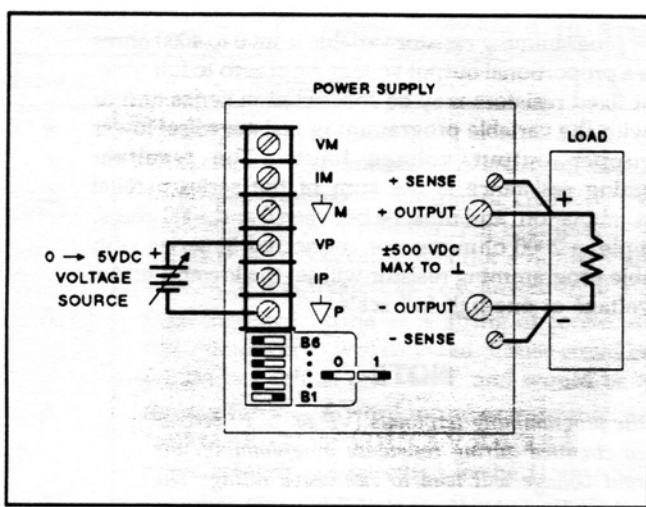 POWER SUPPLY
VM
IM
M
VP
IP
P
+ SENSE
+ OUTPUT
±500 VDC
MAX TO ⊥
- OUTPUT
- SENSE
LOAD
+
−
0 → 5VDC +
VOLTAGE
SOURCE
B6
B1
0 1